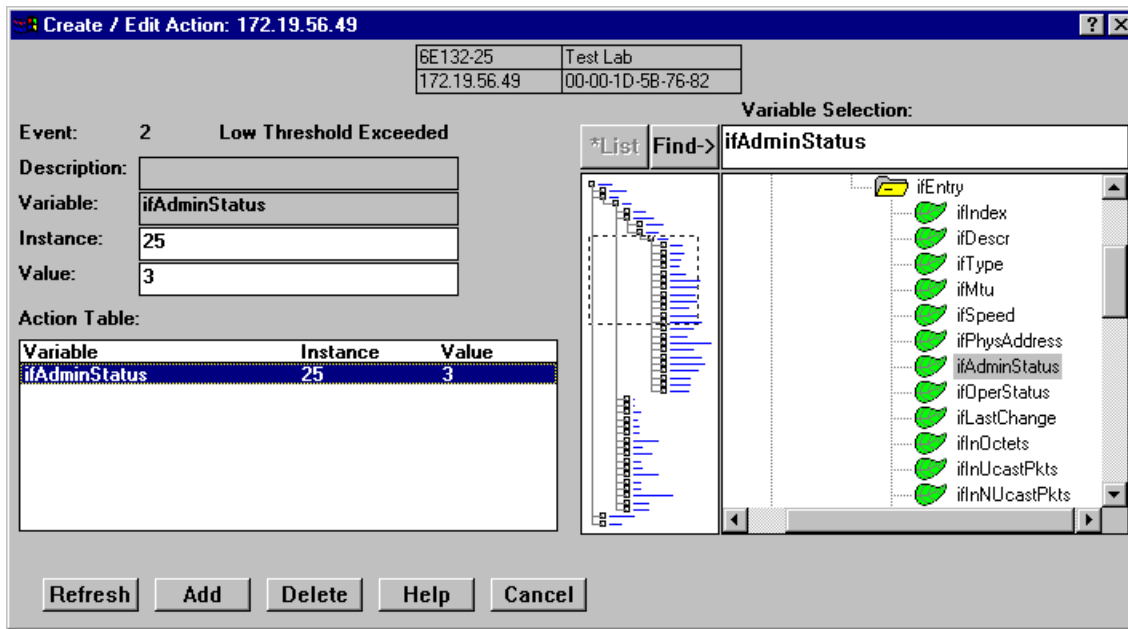 Create / Edit Action: 172.19.56.49
? X
6E132-25 Test Lab
172.19.56.49 00-00-1D-5B-76-82
Variable Selection:
Event: 2 Low Threshold Exceeded
*List Find-> ifAdminStatus
Description:
Variable: ifAdminStatus
Instance: 25
Value: 3
ifEntry
ifIndex
ifDescr
ifType
ifMtu
ifSpeed
ifPhysAddress
ifAdminStatus
ifOperStatus
ifLastChange
ifInOctets
ifInUcastPkts
ifInNUcastPkts
Action Table:
Variable Instance Value
ifAdminStatus 25 3
Refresh Add Delete Help Cancel